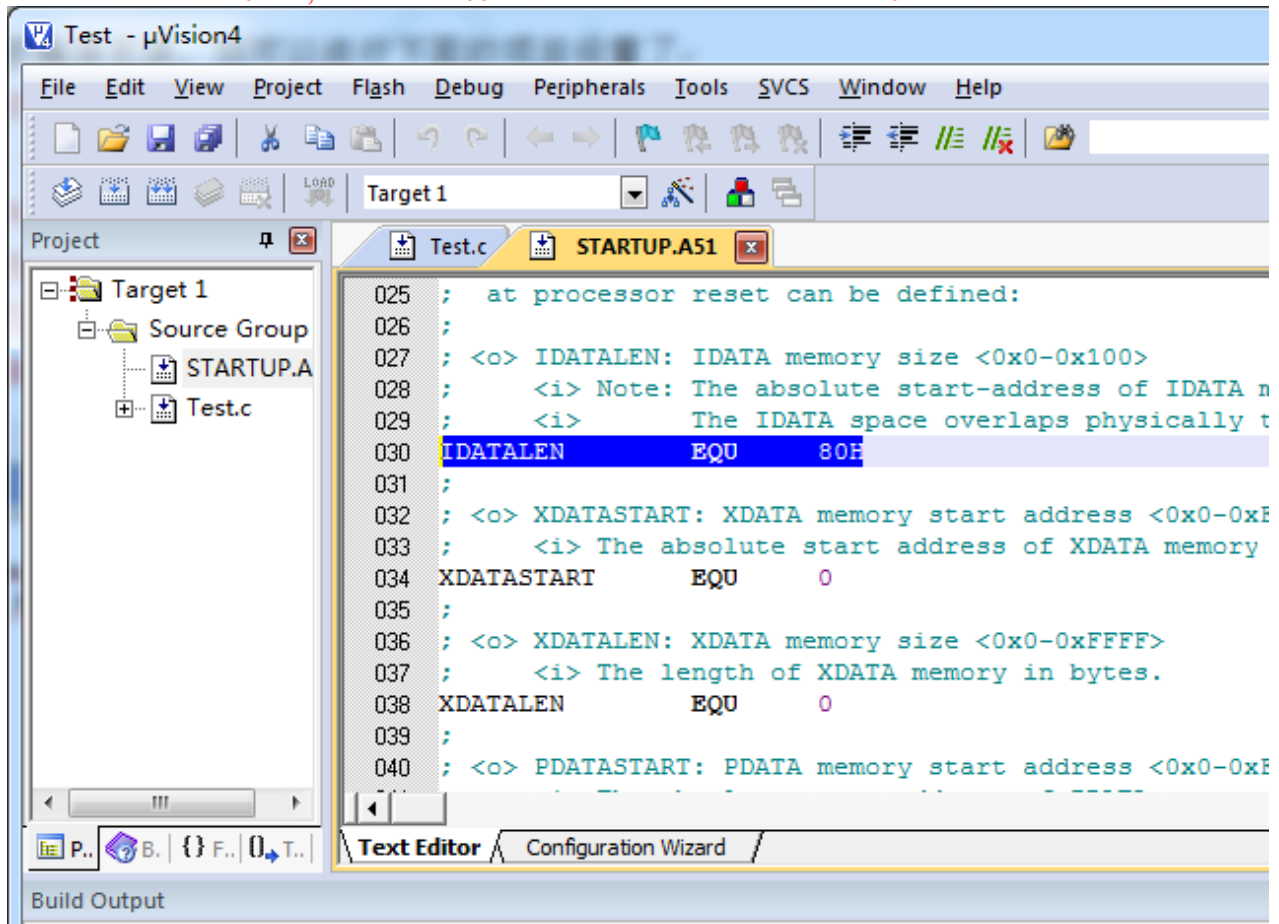 Test - µVision4
File Edit View Project Flash Debug Peripherals Tools SVCS Window Help
LOAD
Target 1
Project
Test.c STARTUP.A51
Target 1
Source Group
STARTUP.A
Test.c
025 ; at processor reset can be defined:
026 ;
027 ; <o> IDATALEN: IDATA memory size <0x0-0x100>
028 ; <i> Note: The absolute start-address of IDATA m
029 ; <i> The IDATA space overlaps physically t
030 IDATALEN EQU 80H
031 ;
032 ; <o> XDATASTART: XDATA memory start address <0x0-0xF
033 ; <i> The absolute start address of XDATA memory
034 XDATASTART EQU 0
035 ;
036 ; <o> XDATALEN: XDATA memory size <0x0-0xFFFF>
037 ; <i> The length of XDATA memory in bytes.
038 XDATALEN EQU 0
039 ;
040 ; <o> PDATASTART: PDATA memory start address <0x0-0xF
P.. B. {} F.. 0 T..
Text Editor Configuration Wizard
Build Output